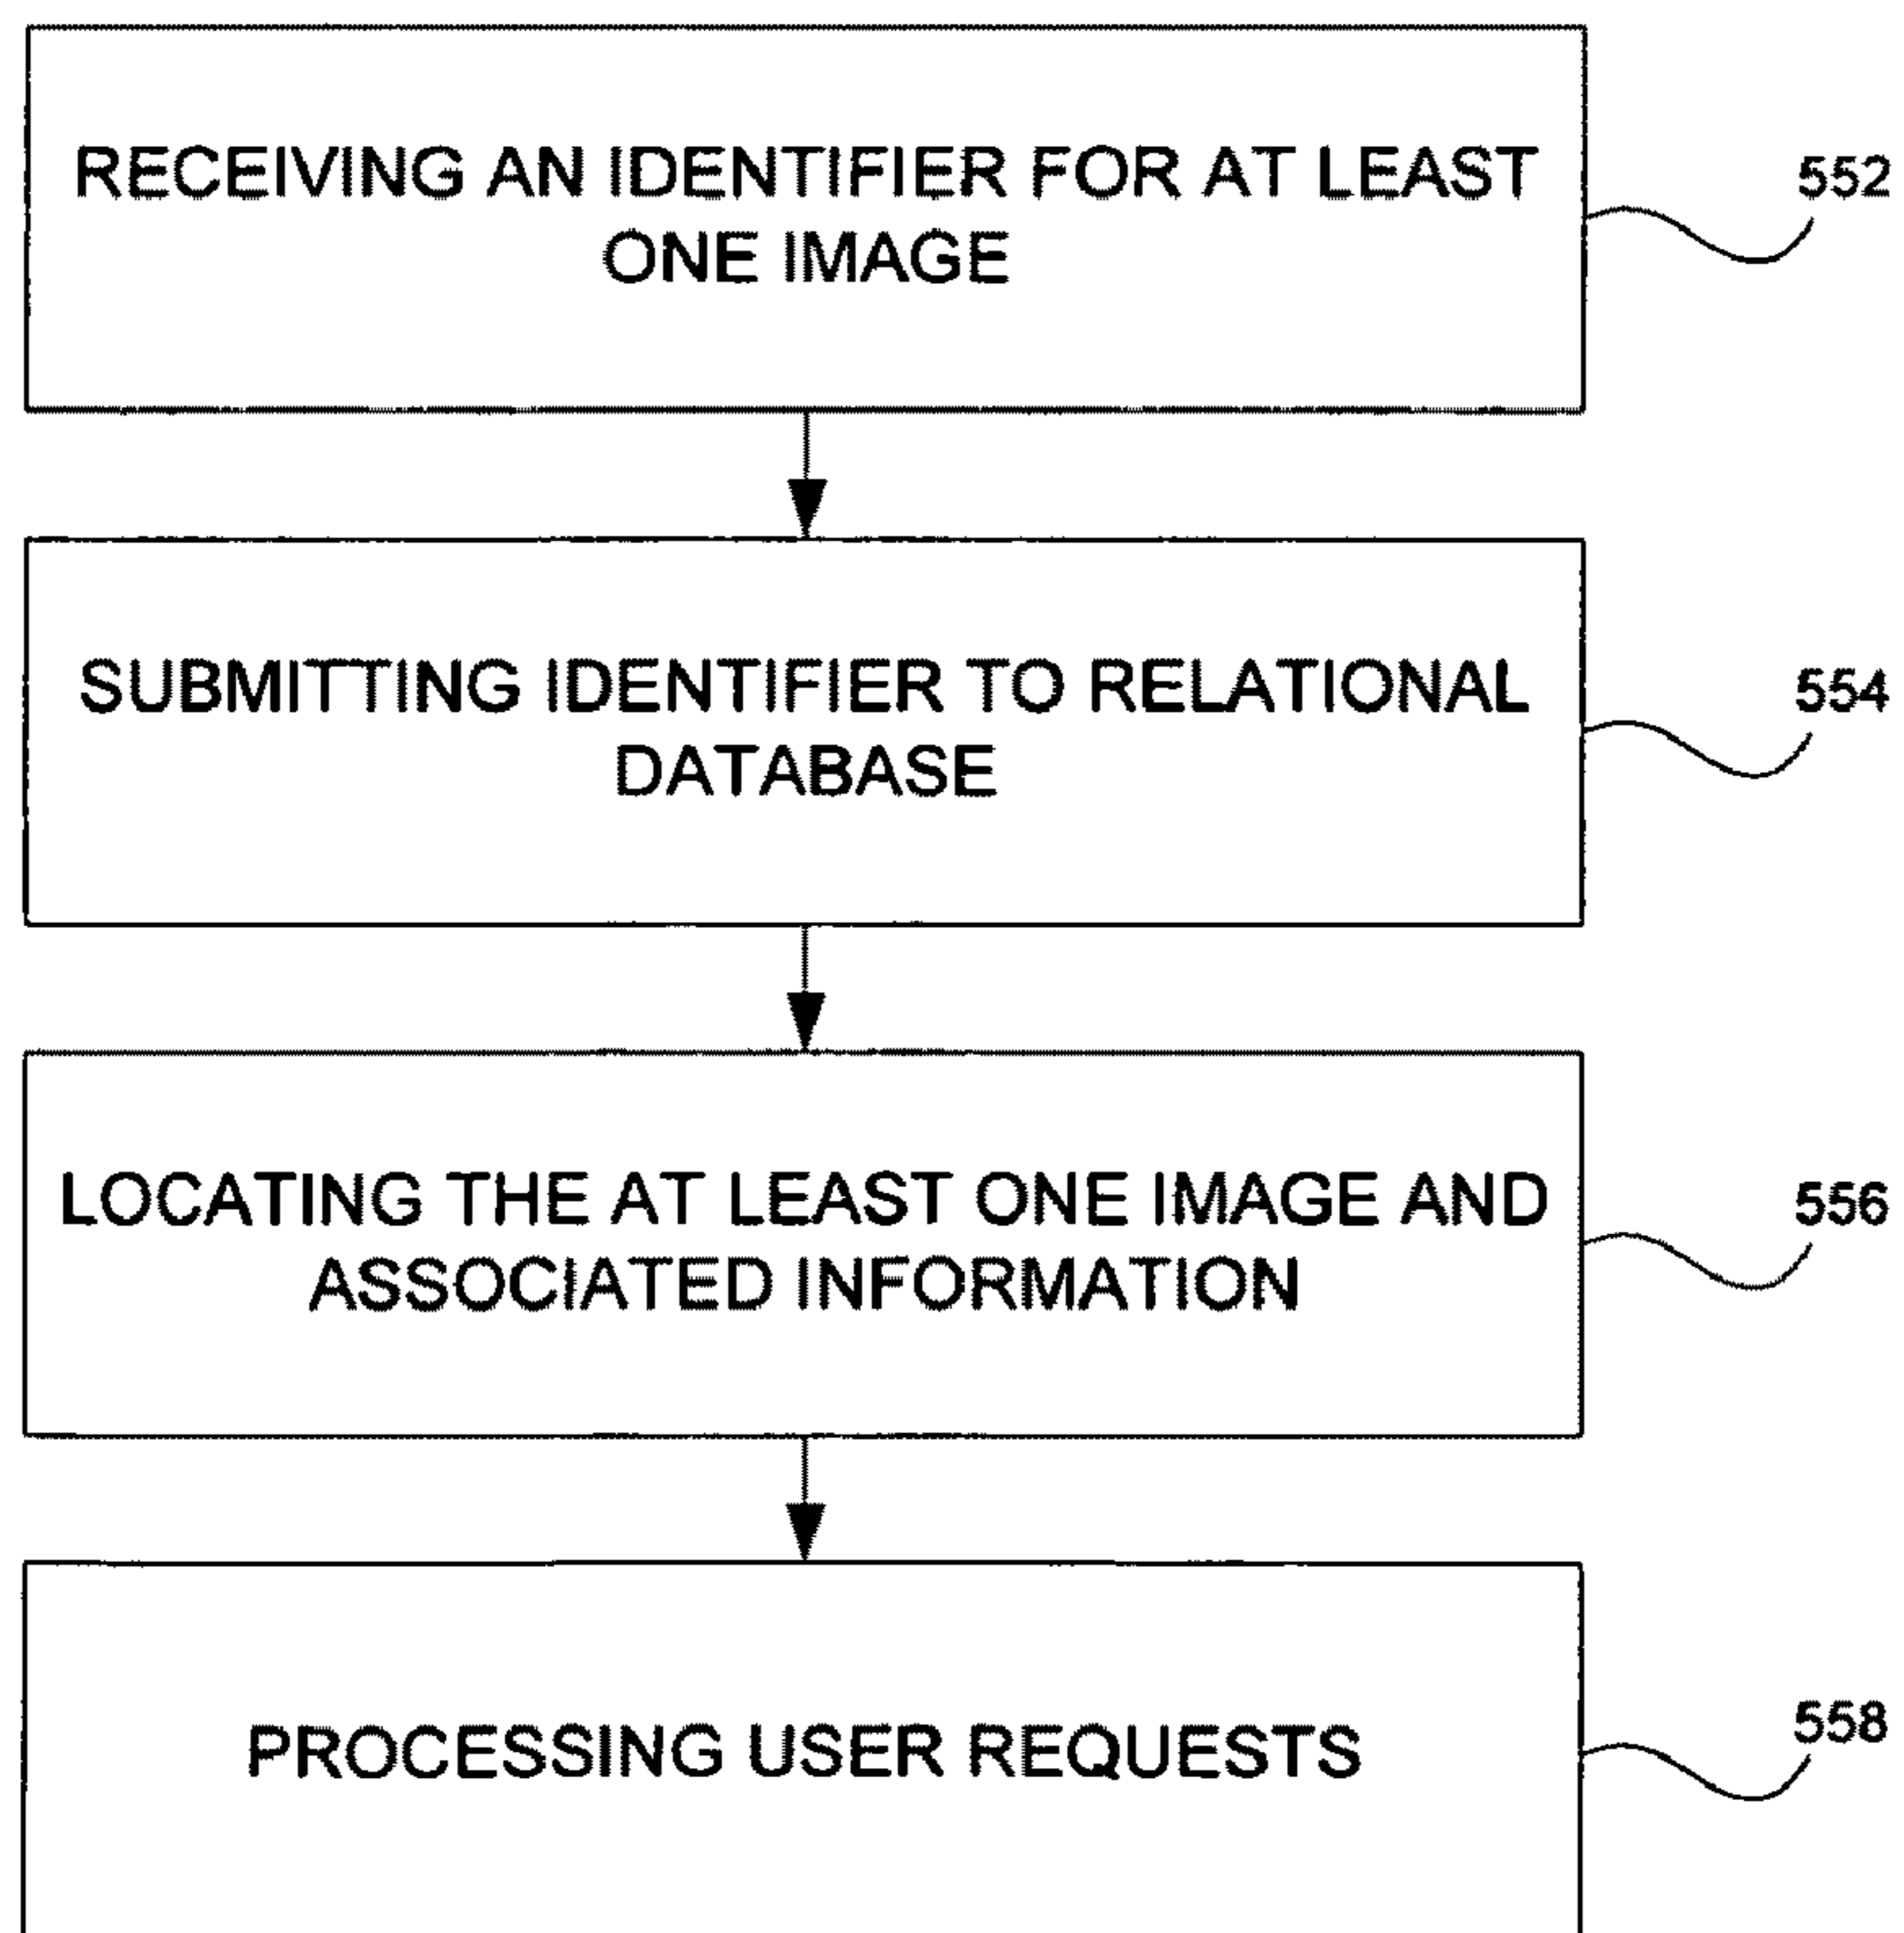 RECEIVING AN IDENTIFIER FOR AT LEAST
ONE IMAGE
552
SUBMITTING IDENTIFIER TO RELATIONAL
DATABASE
554
LOCATING THE AT LEAST ONE IMAGE AND
ASSOCIATED INFORMATION
556
PROCESSING USER REQUESTS
558